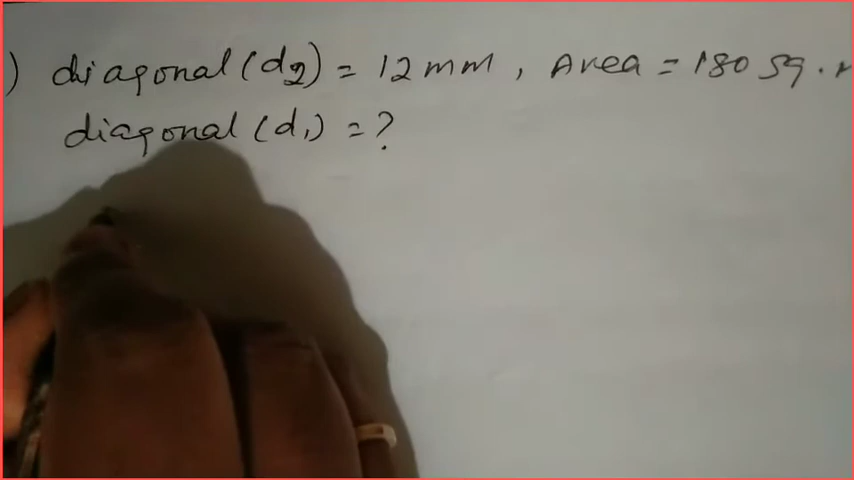 ) diagonal (d2) = 12 mm, Area = 180 sq.
diagonal (d1) = ?